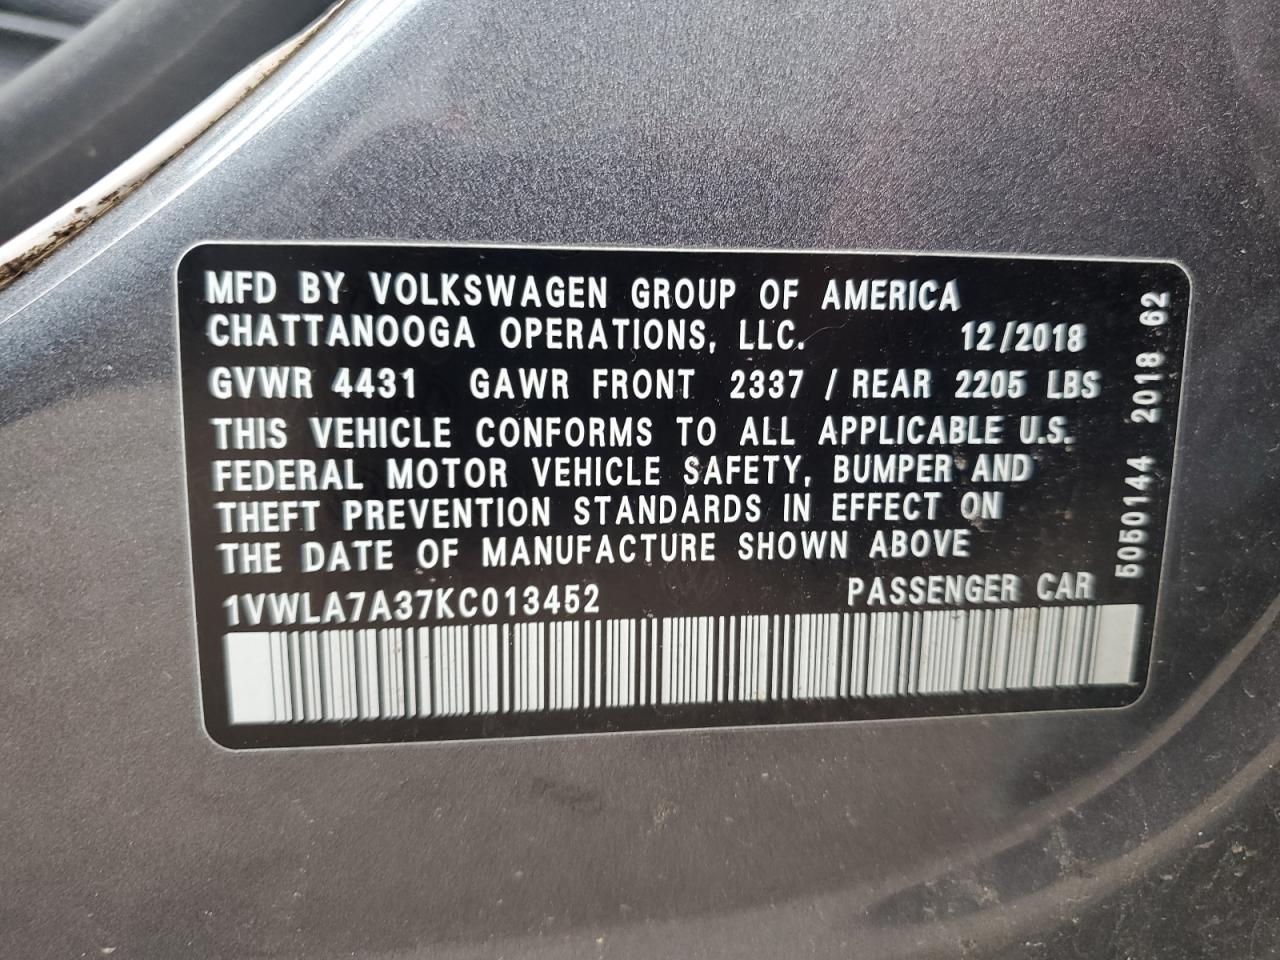 MFD BY VOLKSWAGEN GROUP OF AMERICA
CHATTANOOGA OPERATIONS, LLC. 12/2018
GVWR 4431 GAWR FRONT 2337 / REAR 2205 LBS
THIS VEHICLE CONFORMS TO ALL APPLICABLE U.S.
FEDERAL MOTOR VEHICLE SAFETY, BUMPER AND
THEFT PREVENTION STANDARDS IN EFFECT ON
THE DATE OF MANUFACTURE SHOWN ABOVE
1VWLA7A37KC013452 PASSENGER CAR
5050144 2018 62